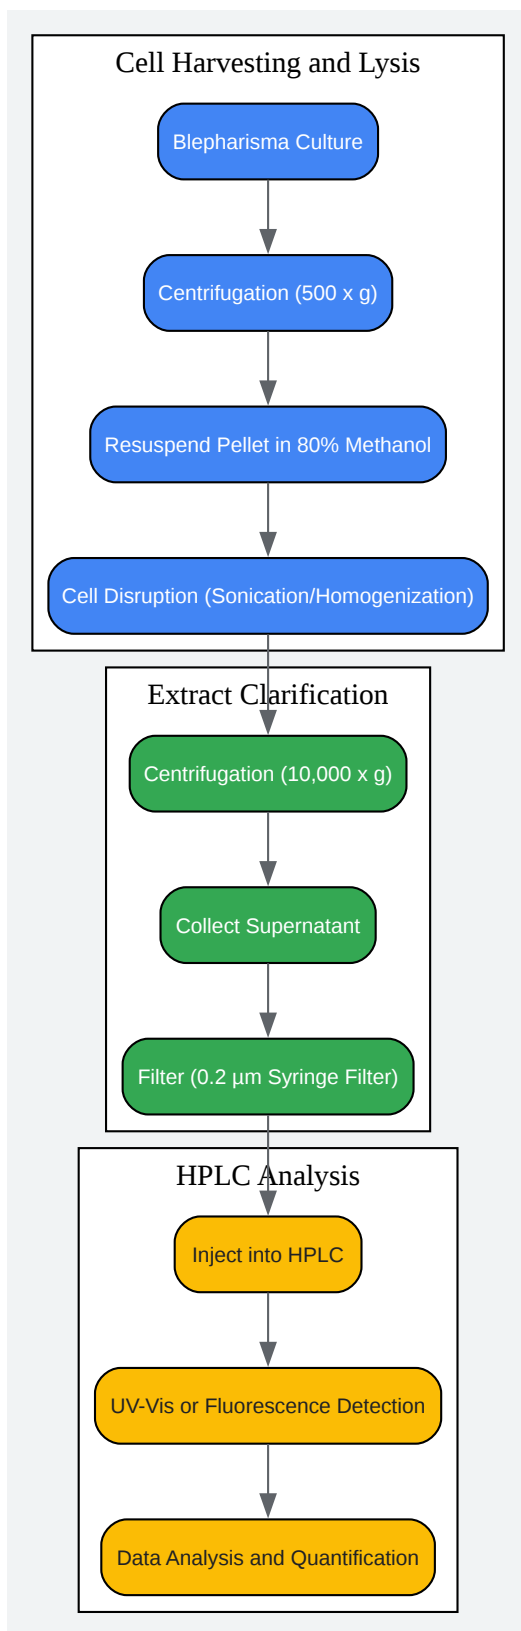 Cell Harvesting and Lysis
Blepharisma Culture
Centrifugation (500 x g)
Resuspend Pellet in 80% Methanol
Cell Disruption (Sonication/Homogenization)
Extract Clarification
Centrifugation (10,000 x g)
Collect Supernatant
Filter (0.2 µm Syringe Filter)
HPLC Analysis
Inject into HPLC
UV-Vis or Fluorescence Detection
Data Analysis and Quantification